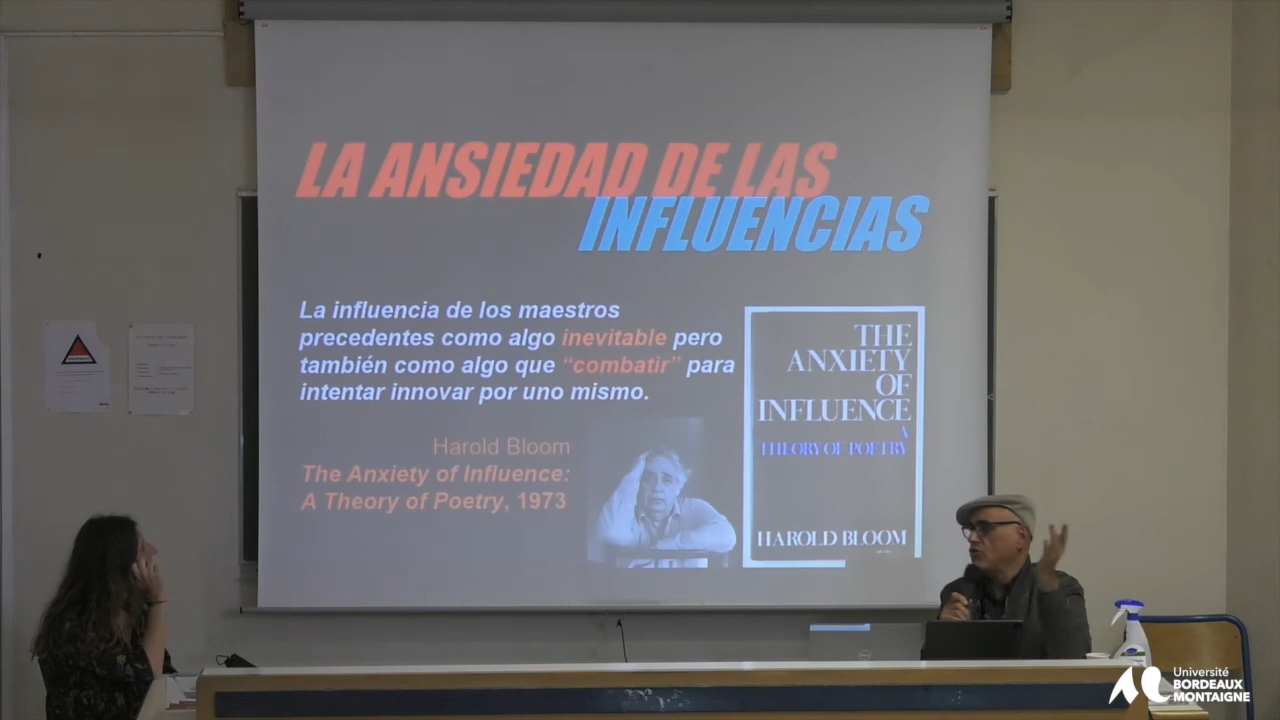 LA ANSIEDAD DE LAS
INFLUENCIAS
La influencia de los maestros
precedentes como algo inevitable pero
también como algo que “combatir” para
intentar innovar por uno mismo.
Harold Bloom
The Anxiety of Influence:
A Theory of Poetry, 1973
THE
ANXIETY
OF
INFLUENCE
A
THEORY OF POETRY
HAROLD BLOOM
Université
BORDEAUX
MONTAIGNE